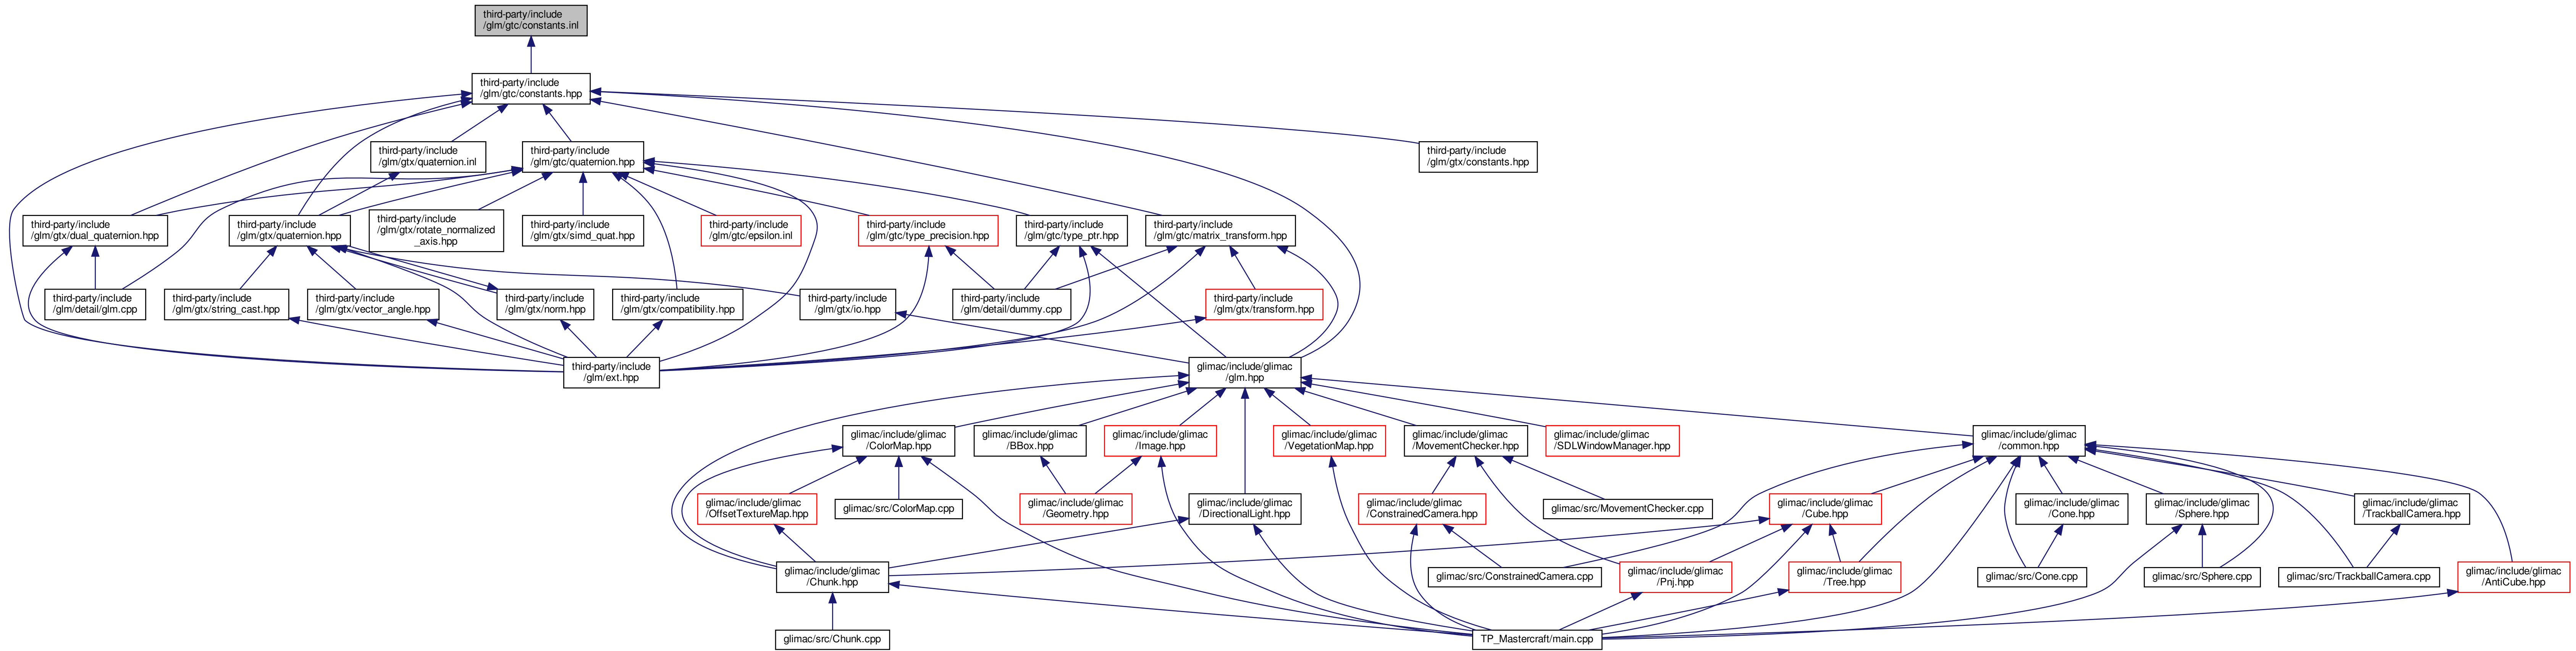 third-party/include
/glm/gtc/constants.inl
third-party/include
/glm/gtc/constants.hpp
third-party/include
/glm/gtx/quaternion.inl
third-party/include
/glm/gtc/quaternion.hpp
third-party/include
/glm/gtx/constants.hpp
third-party/include
/glm/gtx/dual_quaternion.hpp
third-party/include
/glm/gtx/quaternion.hpp
third-party/include
/glm/gtx/rotate_normalized
_axis.hpp
third-party/include
/glm/gtx/simd_quat.hpp
third-party/include
/glm/gtc/epsilon.inl
third-party/include
/glm/gtc/type_precision.hpp
third-party/include
/glm/gtc/type_ptr.hpp
third-party/include
/glm/gtc/matrix_transform.hpp
third-party/include
/glm/detail/glm.cpp
third-party/include
/glm/gtx/string_cast.hpp
third-party/include
/glm/gtx/vector_angle.hpp
third-party/include
/glm/gtx/norm.hpp
third-party/include
/glm/gtx/compatibility.hpp
third-party/include
/glm/gtx/io.hpp
third-party/include
/glm/detail/dummy.cpp
third-party/include
/glm/gtx/transform.hpp
third-party/include
/glm/ext.hpp
glimac/include/glimac
/glm.hpp
glimac/include/glimac
/ColorMap.hpp
glimac/include/glimac
/BBox.hpp
glimac/include/glimac
/Image.hpp
glimac/include/glimac
/VegetationMap.hpp
glimac/include/glimac
/MovementChecker.hpp
glimac/include/glimac
/SDLWindowManager.hpp
glimac/include/glimac
/common.hpp
glimac/include/glimac
/OffsetTextureMap.hpp
glimac/src/ColorMap.cpp
glimac/include/glimac
/Geometry.hpp
glimac/include/glimac
/DirectionalLight.hpp
glimac/include/glimac
/ConstrainedCamera.hpp
glimac/src/MovementChecker.cpp
glimac/include/glimac
/Cube.hpp
glimac/include/glimac
/Cone.hpp
glimac/include/glimac
/Sphere.hpp
glimac/include/glimac
/TrackballCamera.hpp
glimac/include/glimac
/Chunk.hpp
glimac/src/ConstrainedCamera.cpp
glimac/include/glimac
/Pnj.hpp
glimac/include/glimac
/Tree.hpp
glimac/src/Cone.cpp
glimac/src/Sphere.cpp
glimac/src/TrackballCamera.cpp
glimac/include/glimac
/AntiCube.hpp
glimac/src/Chunk.cpp
TP_Mastercraft/main.cpp